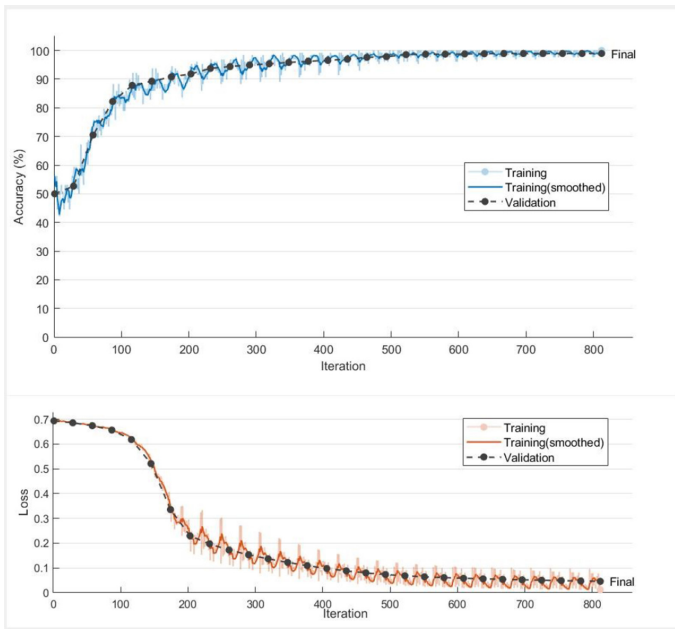 100
90
80
70
60
50
40
30
20
10
0
Accuracy (%)
Final
Training
Training(smoothed)
Validation
0 100 200 300 400 500 600 700 800
Iteration
0.7
0.6
0.5
0.4
0.3
0.2
0.1
0
Loss
Training
Training(smoothed)
Validation
Final
0 100 200 300 400 500 600 700 800
Iteration